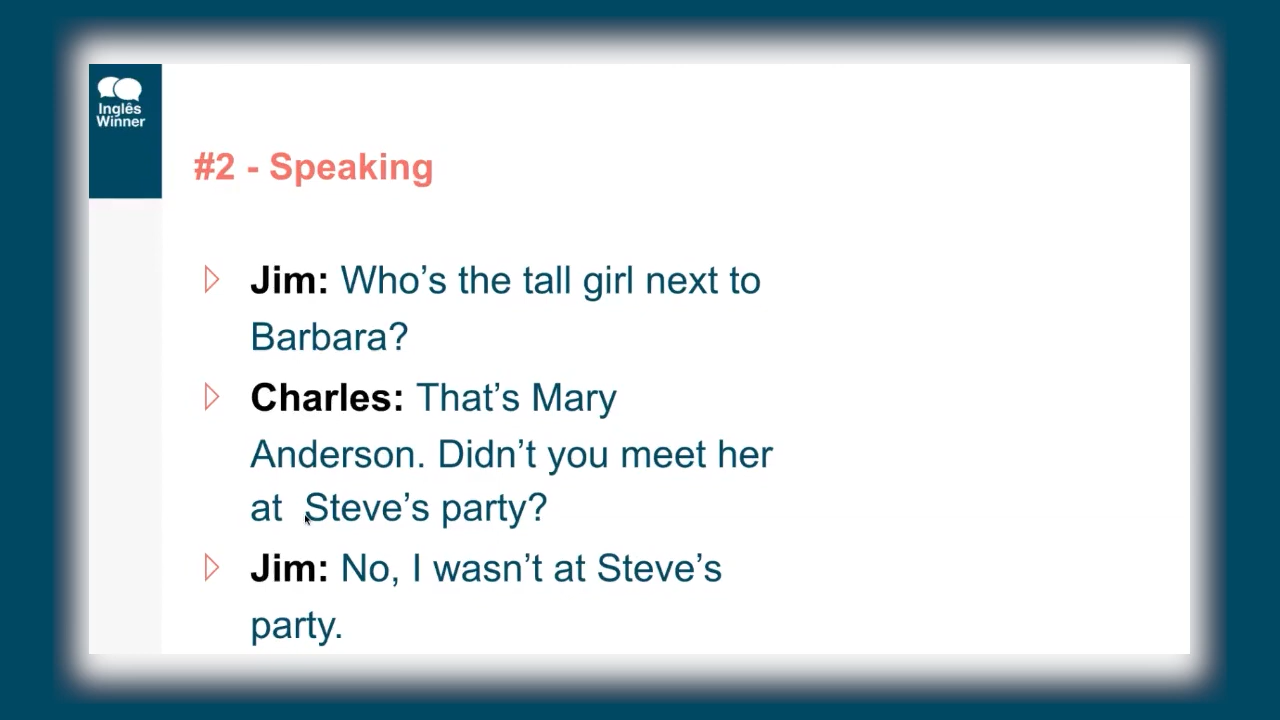 Inglês
Winner
#2 - Speaking
Jim: Who’s the tall girl next to
Barbara?
Charles: That’s Mary
Anderson. Didn’t you meet her
at  Steve’s party?
Jim: No, I wasn’t at Steve’s
party.